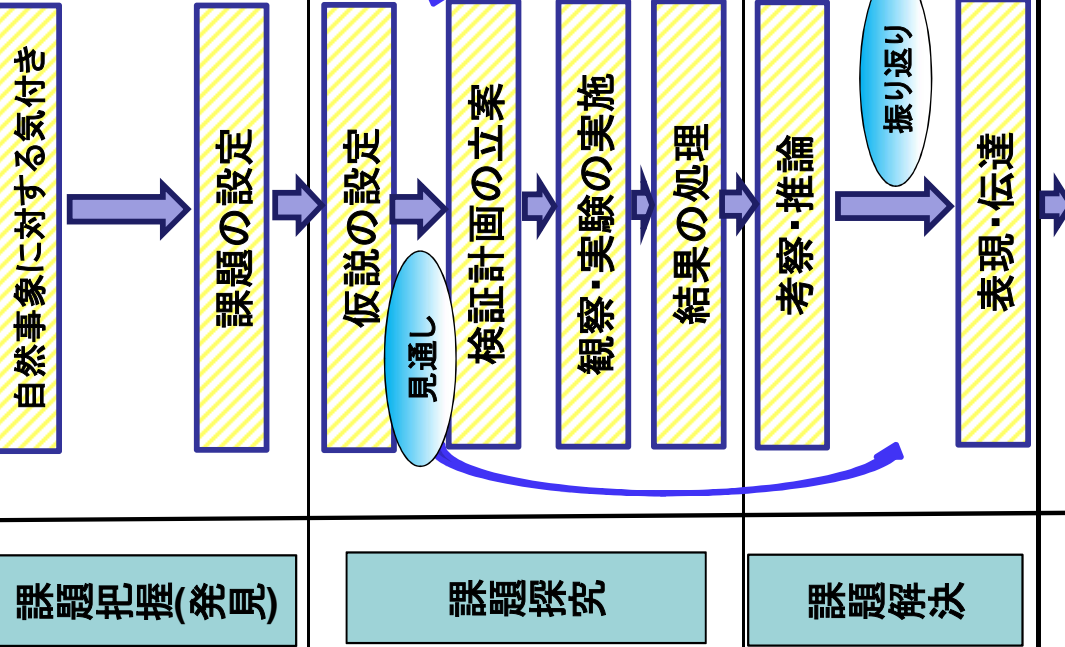 自然事象に対する気付き
課題の設定
仮説の設定
見通し
検証計画の立案
観察・実験の実施
結果の処理
考察・推論
振り返り
表現・伝達
課題把握(発見)
課題探究
課題解決